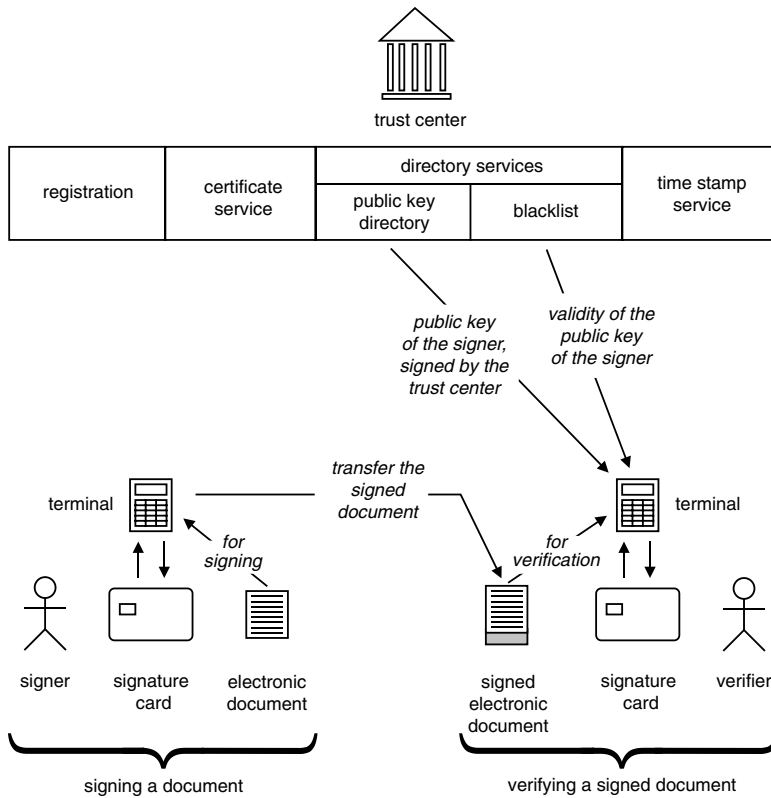 trust center
registration
certificate
service
directory services
public key
directory
blacklist
time stamp
service
public key
of the signer,
signed by the
trust center
validity of the
public key
of the signer
terminal
transfer the
signed
document
terminal
for
signing
for
verification
signer
signature
card
electronic
document
signed
electronic
document
signature
card
verifier
signing a document
verifying a signed document